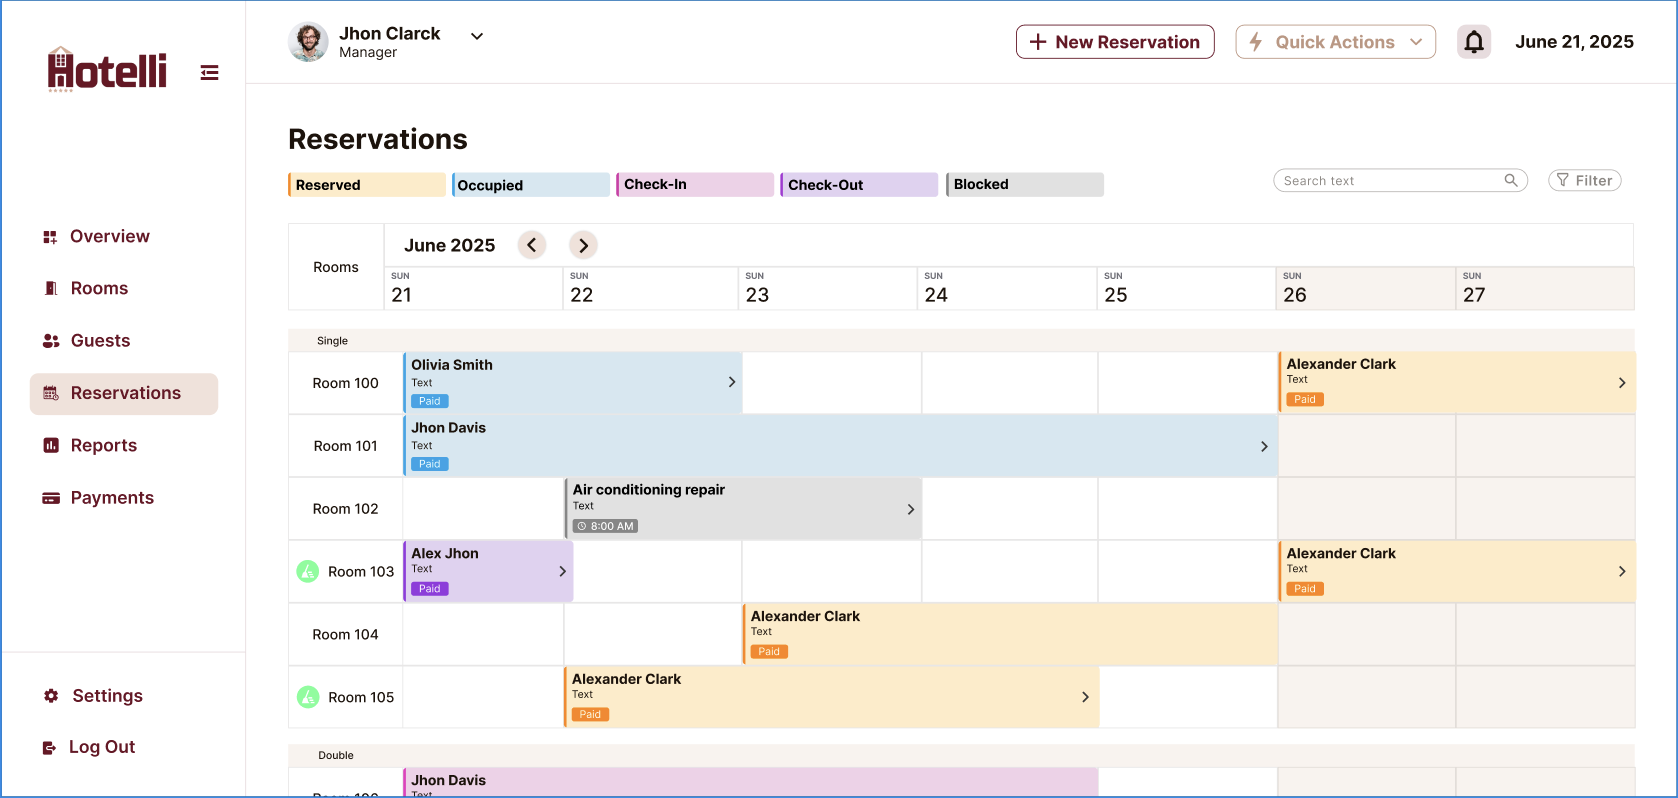 Hotelli
Jhon Clarck
Manager
New Reservation
Quick Actions
June 21, 2025
Overview
Rooms
Guests
Reservations
Reports
Payments
Settings
Log Out
Reservations
Reserved
Occupied
Check-In
Check-Out
Blocked
Search text
Filter
Rooms
June 2025
SUN SUN SUN SUN SUN SUN SUN
21 22 23 24 25 26 27
Single
Room 100
Olivia Smith
Text
Paid
Alexander Clark
Text
Paid
Room 101
Jhon Davis
Text
Paid
Room 102
Air conditioning repair
Text
8:00 AM
Room 103
Alex Jhon
Text
Paid
Alexander Clark
Text
Paid
Room 104
Alexander Clark
Text
Paid
Room 105
Alexander Clark
Text
Paid
Double
Jhon Davis
Text